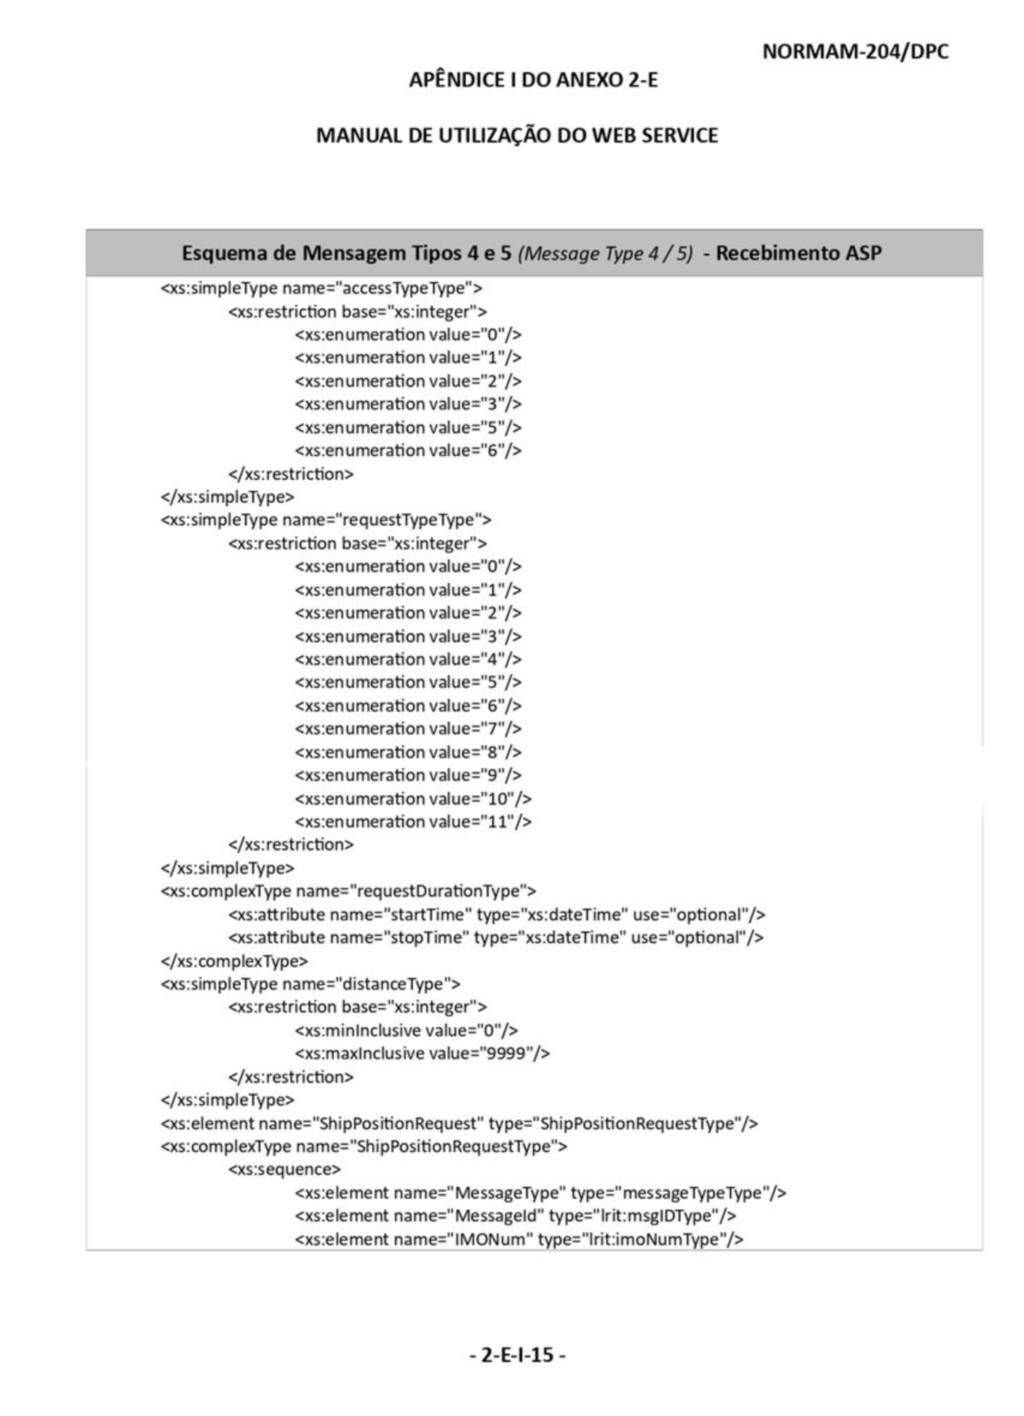 NORMAM-204/DPC
APÊNDICE I DO ANEXO 2-E
MANUAL DE UTILIZAÇÃO DO WEB SERVICE
Esquema de Mensagem Tipos 4 e 5 (Message Type 4 / 5) - Recebimento ASP
<xs:simpleType name="accessTypeType">
<xs:restriction base="xs:integer">
<xs:enumeration value="0"/>
<xs:enumeration value="1"/>
<xs:enumeration value="2"/>
<xs:enumeration value="3"/>
<xs:enumeration value="5"/>
<xs:enumeration value="6"/>
</xs:restriction>
</xs:simpleType>
<xs:simpleType name="requestTypeType">
<xs:restriction base="xs:integer">
<xs:enumeration value="0"/>
<xs:enumeration value="1"/>
<xs:enumeration value="2"/>
<xs:enumeration value="3"/>
<xs:enumeration value="4"/>
<xs:enumeration value="5"/>
<xs:enumeration value="6"/>
<xs:enumeration value="7"/>
<xs:enumeration value="8"/>
<xs:enumeration value="9"/>
<xs:enumeration value="10"/>
<xs:enumeration value="11"/>
</xs:restriction>
</xs:simpleType>
<xs:complexType name="requestDurationType">
<xs:attribute name="startTime" type="xs:dateTime" use="optional"/>
<xs:attribute name="stopTime" type="xs:dateTime" use="optional"/>
</xs:complexType>
<xs:simpleType name="distanceType">
<xs:restriction base="xs:integer">
<xs:minInclusive value="0"/>
<xs:maxInclusive value="9999"/>
</xs:restriction>
</xs:simpleType>
<xs:element name="ShipPositionRequest" type="ShipPositionRequestType"/>
<xs:complexType name="ShipPositionRequestType">
<xs:sequence>
<xs:element name="MessageType" type="messageTypeType"/>
<xs:element name="MessageId" type="lrit:msgIDType"/>
<xs:element name="IMONum" type="lrit:imoNumType"/>
- 2-E-I-15 -